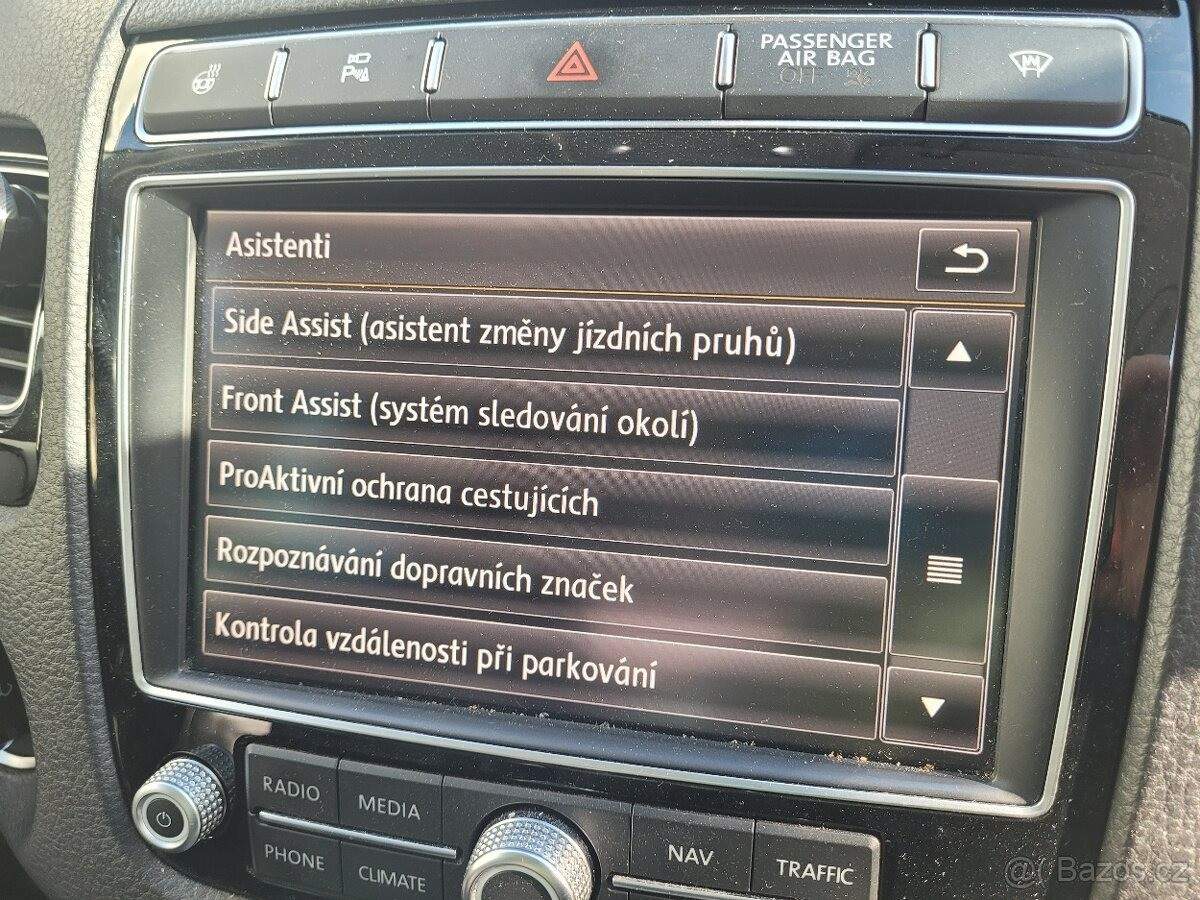 PASSENGER
AIR BAG
OFF
Asistenti
Side Assist (asistent změny jízdních pruhů)
Front Assist (systém sledování okolí)
ProAktivní ochrana cestujících
Rozpoznávání dopravních značek
Kontrola vzdálenosti při parkování
RADIO
MEDIA
NAV
TRAFFIC
PHONE
CLIMATE
Bazos.cz